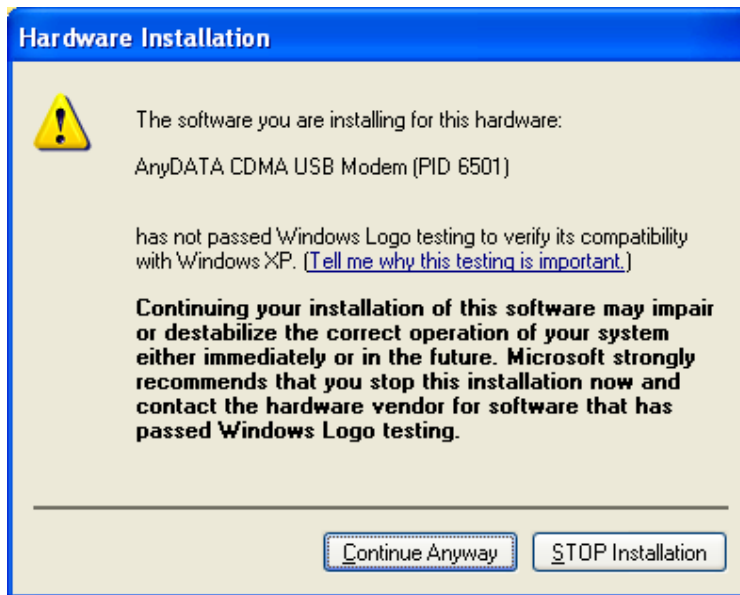 Hardware Installation
The software you are installing for this hardware:
AnyDATA CDMA USB Modem (PID 6501)
has not passed Windows Logo testing to verify its compatibility
with Windows XP. (Tell me why this testing is important.)
Continuing your installation of this software may impair
or destabilize the correct operation of your system
either immediately or in the future. Microsoft strongly
recommends that you stop this installation now and
contact the hardware vendor for software that has
passed Windows Logo testing.
Continue Anyway
STOP Installation